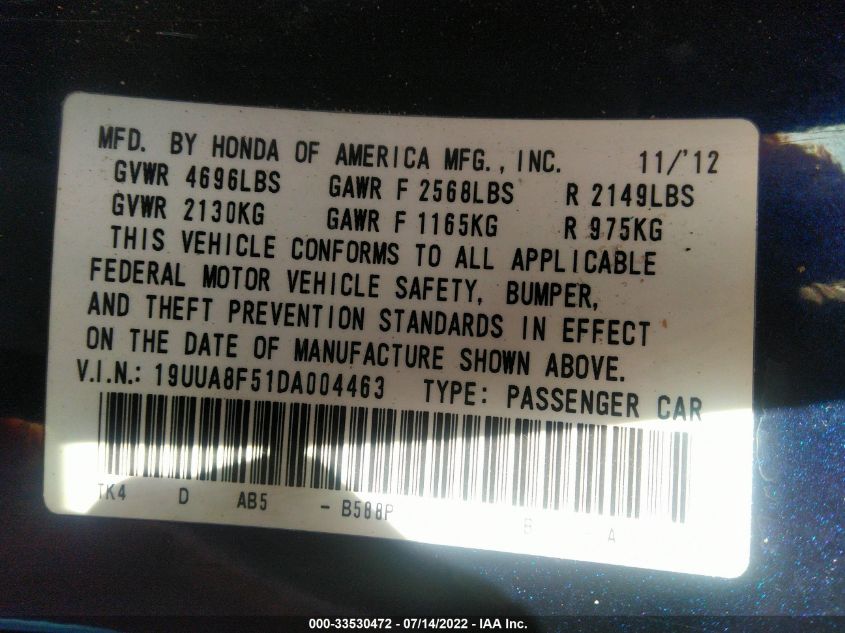 MFD. BY HONDA OF AMERICA MFG., INC. 11/'12
GVWR 4696LBS GAWR F 2568LBS R 2149LBS
GVWR 2130KG GAWR F 1165KG R 975KG
THIS VEHICLE CONFORMS TO ALL APPLICABLE
FEDERAL MOTOR VEHICLE SAFETY, BUMPER,
AND THEFT PREVENTION STANDARDS IN EFFECT
ON THE DATE OF MANUFACTURE SHOWN ABOVE.
V.I.N.: 19UUA8F51DA004463 TYPE: PASSENGER CAR
TK4 D AB5 - B588P B - A
000-33530472 - 07/14/2022 - IAA Inc.